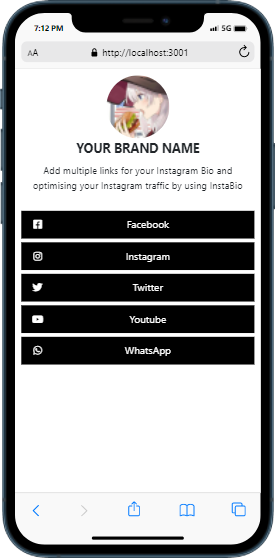 7:12 PM
5G
AA
http://localhost:3001
YOUR BRAND NAME
Add multiple links for your Instagram Bio and
optimising your Instagram traffic by using InstaBio
Facebook
Instagram
Twitter
Youtube
WhatsApp